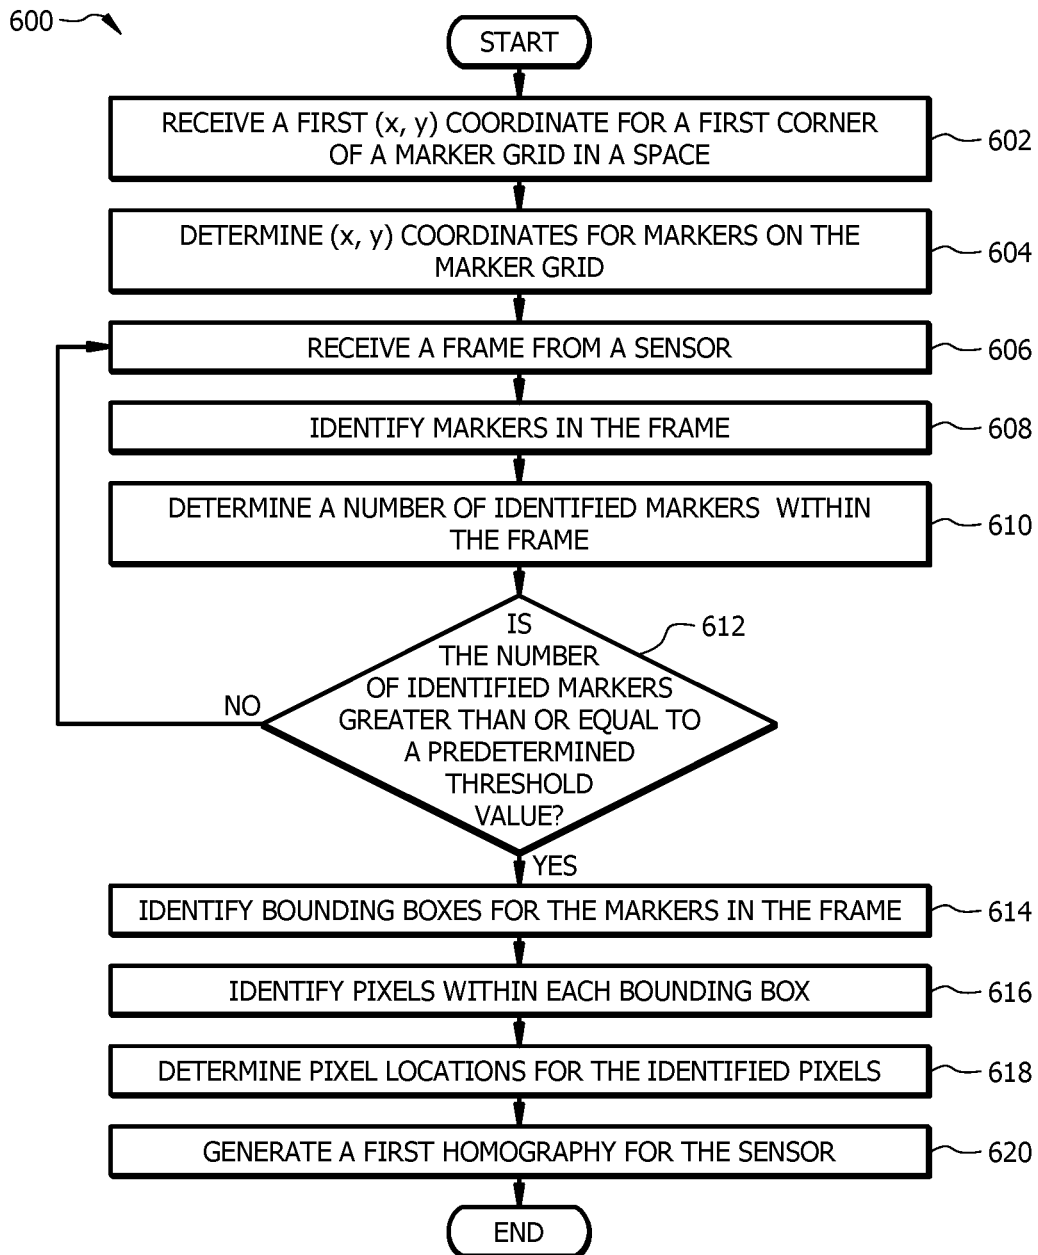 600
START
RECEIVE A FIRST (x, y) COORDINATE FOR A FIRST CORNER
OF A MARKER GRID IN A SPACE
602
DETERMINE (x, y) COORDINATES FOR MARKERS ON THE
MARKER GRID
604
RECEIVE A FRAME FROM A SENSOR
606
IDENTIFY MARKERS IN THE FRAME
608
DETERMINE A NUMBER OF IDENTIFIED MARKERS WITHIN
THE FRAME
610
IS
THE NUMBER
OF IDENTIFIED MARKERS
GREATER THAN OR EQUAL TO
A PREDETERMINED
THRESHOLD
VALUE?
612
NO
YES
IDENTIFY BOUNDING BOXES FOR THE MARKERS IN THE FRAME
614
IDENTIFY PIXELS WITHIN EACH BOUNDING BOX
616
DETERMINE PIXEL LOCATIONS FOR THE IDENTIFIED PIXELS
618
GENERATE A FIRST HOMOGRAPHY FOR THE SENSOR
620
END